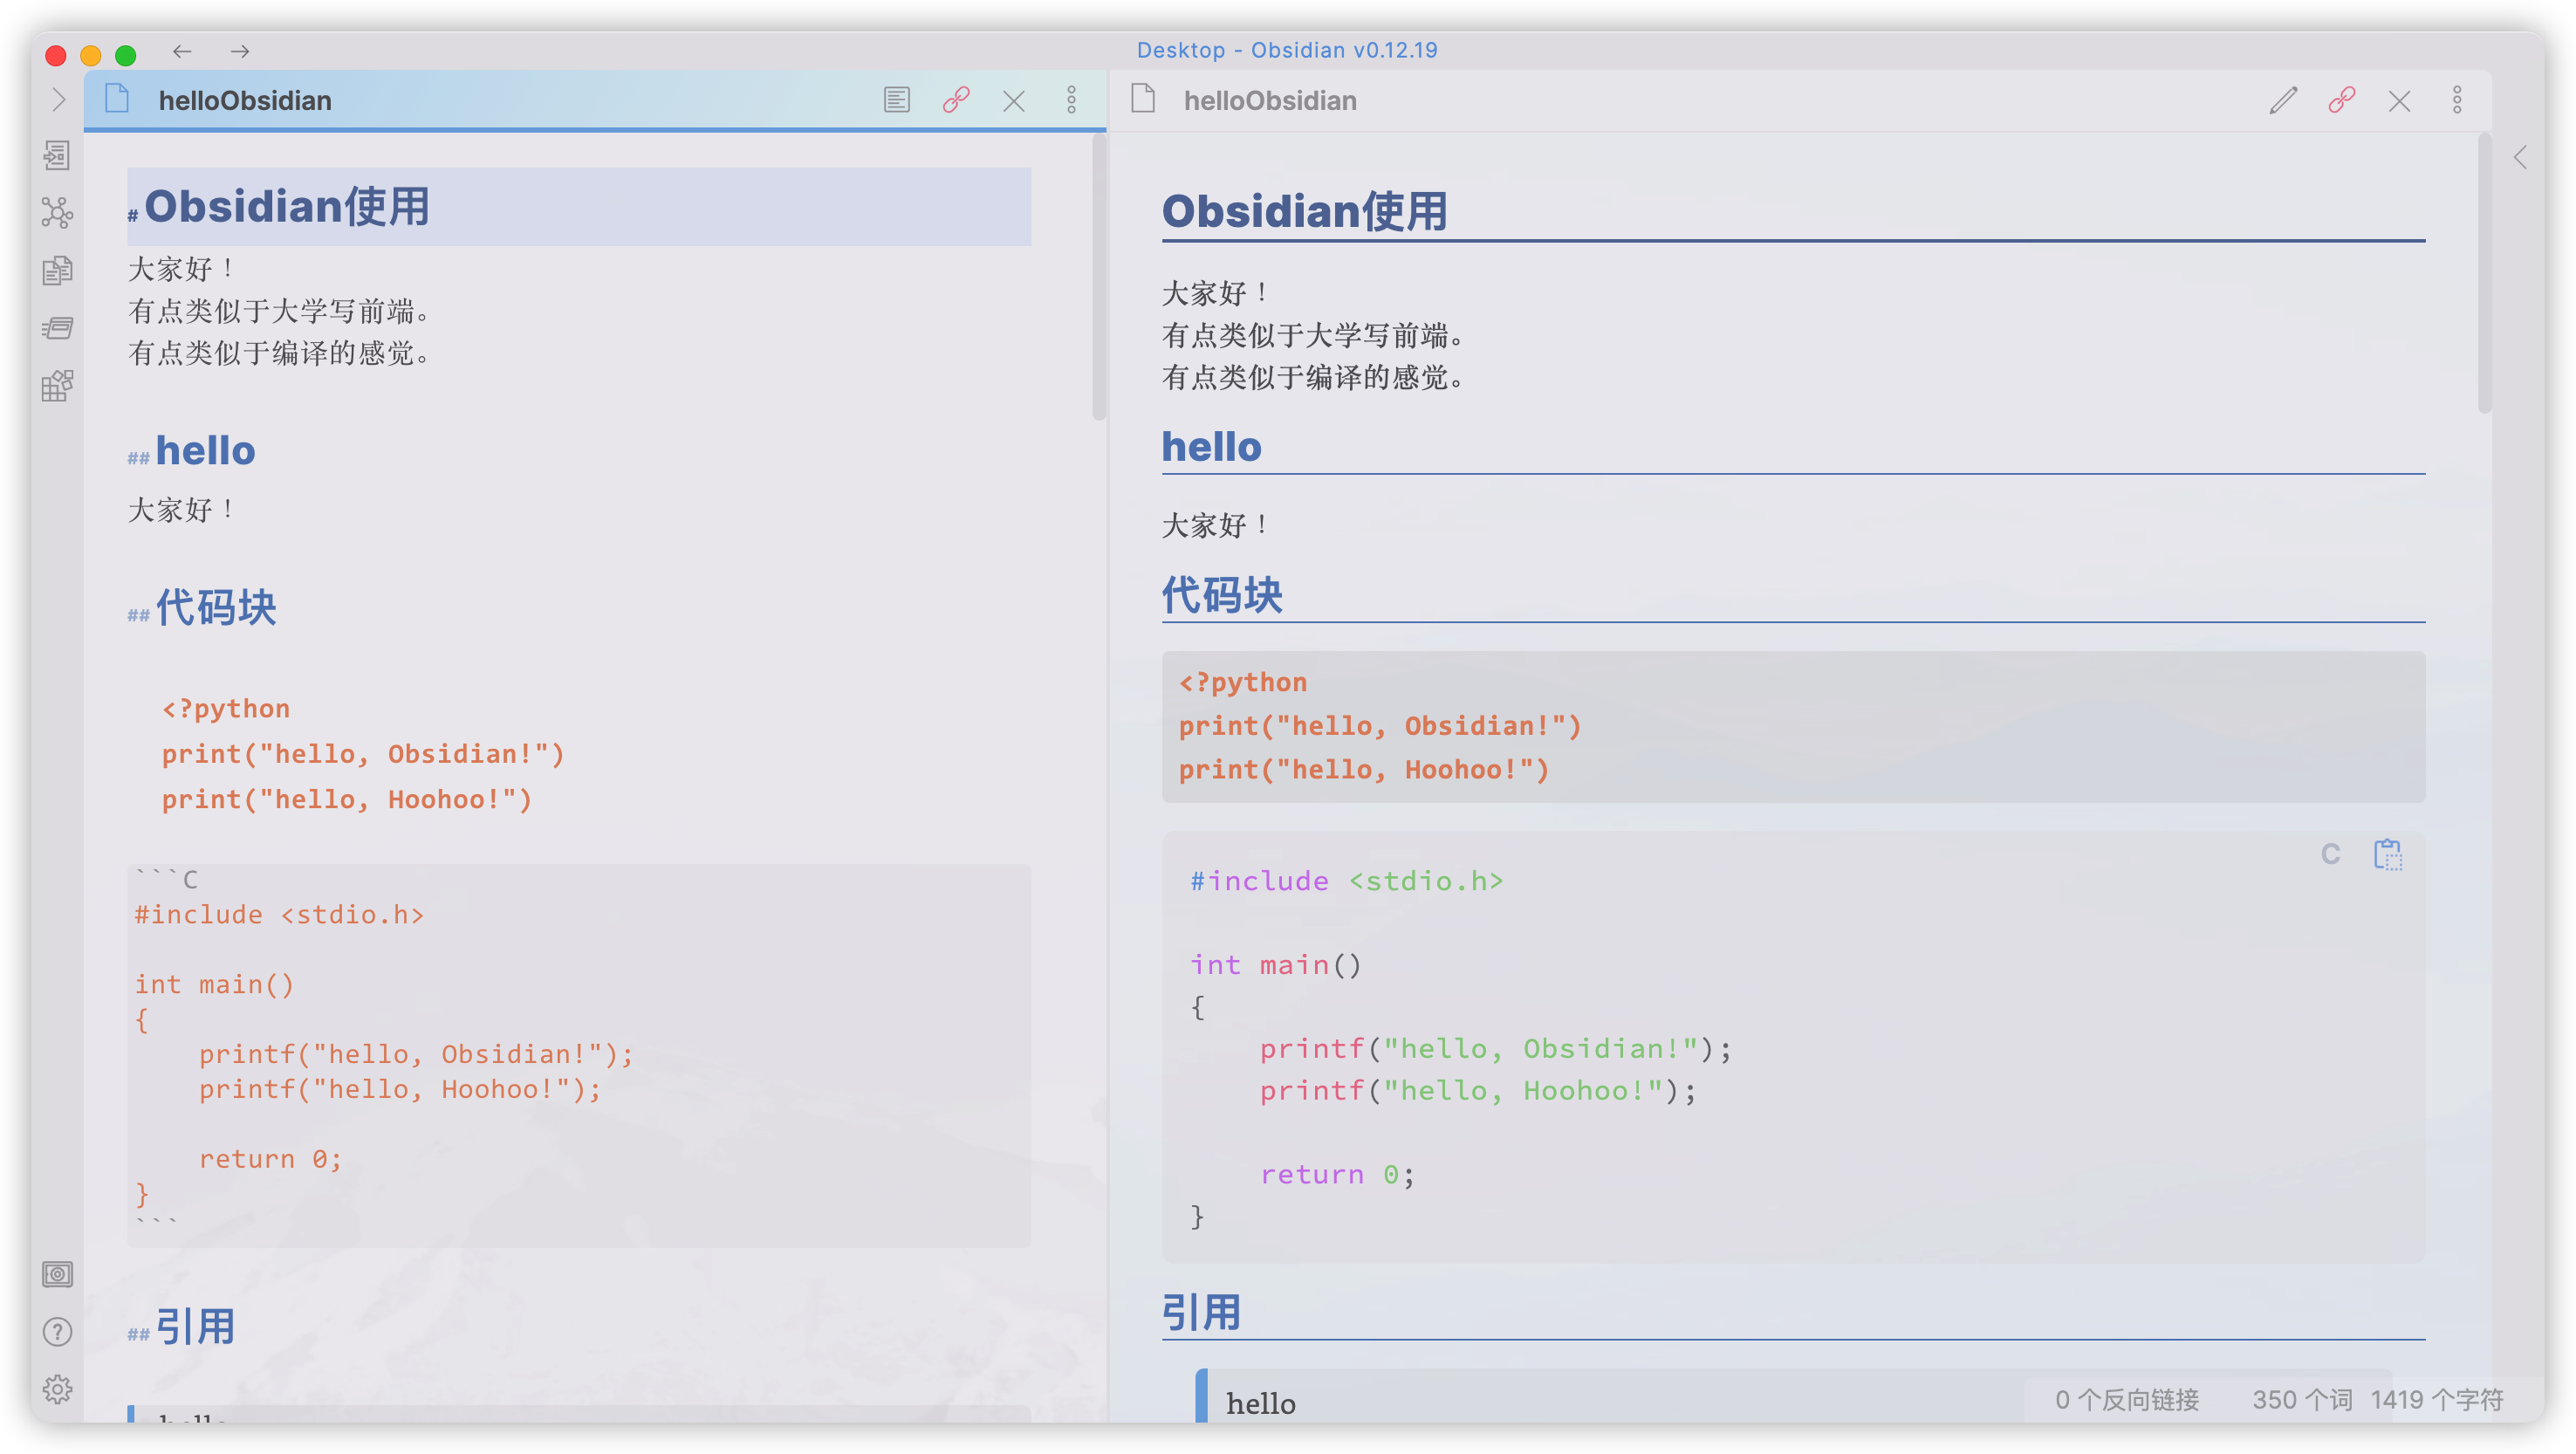 Desktop - Obsidian v0.12.19
helloObsidian
# Obsidian使用
大家好！
有点类似于大学写前端。
有点类似于编译的感觉。
## hello
大家好！
## 代码块
<?python
print("hello, Obsidian!")
print("hello, Hoohoo!")
```C
#include <stdio.h>
int main()
{
    printf("hello, Obsidian!");
    printf("hello, Hoohoo!");
    return 0;
}
```
## 引用
helloObsidian
Obsidian使用
大家好！
有点类似于大学写前端。
有点类似于编译的感觉。
hello
大家好！
代码块
<?python
print("hello, Obsidian!")
print("hello, Hoohoo!")
C
#include <stdio.h>
int main()
{
    printf("hello, Obsidian!");
    printf("hello, Hoohoo!");
    return 0;
}
引用
hello
0 个反向链接 350 个词 1419 个字符